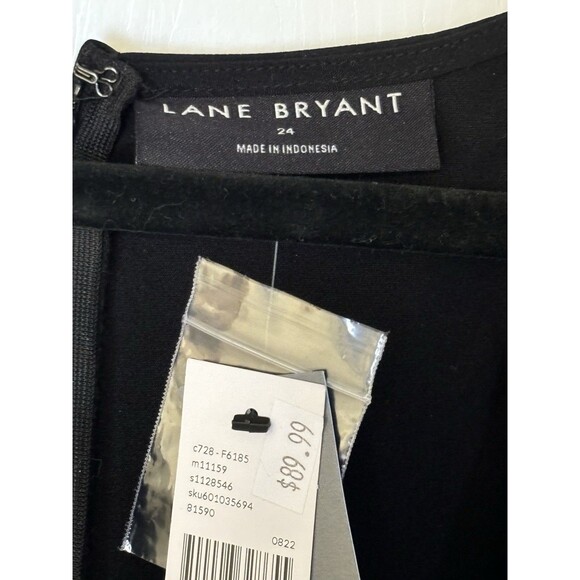 LANE BRYANT
24
MADE IN INDONESIA
c728-F6185
m11159
s1128546
sku601035694
81590
0822
$89.99